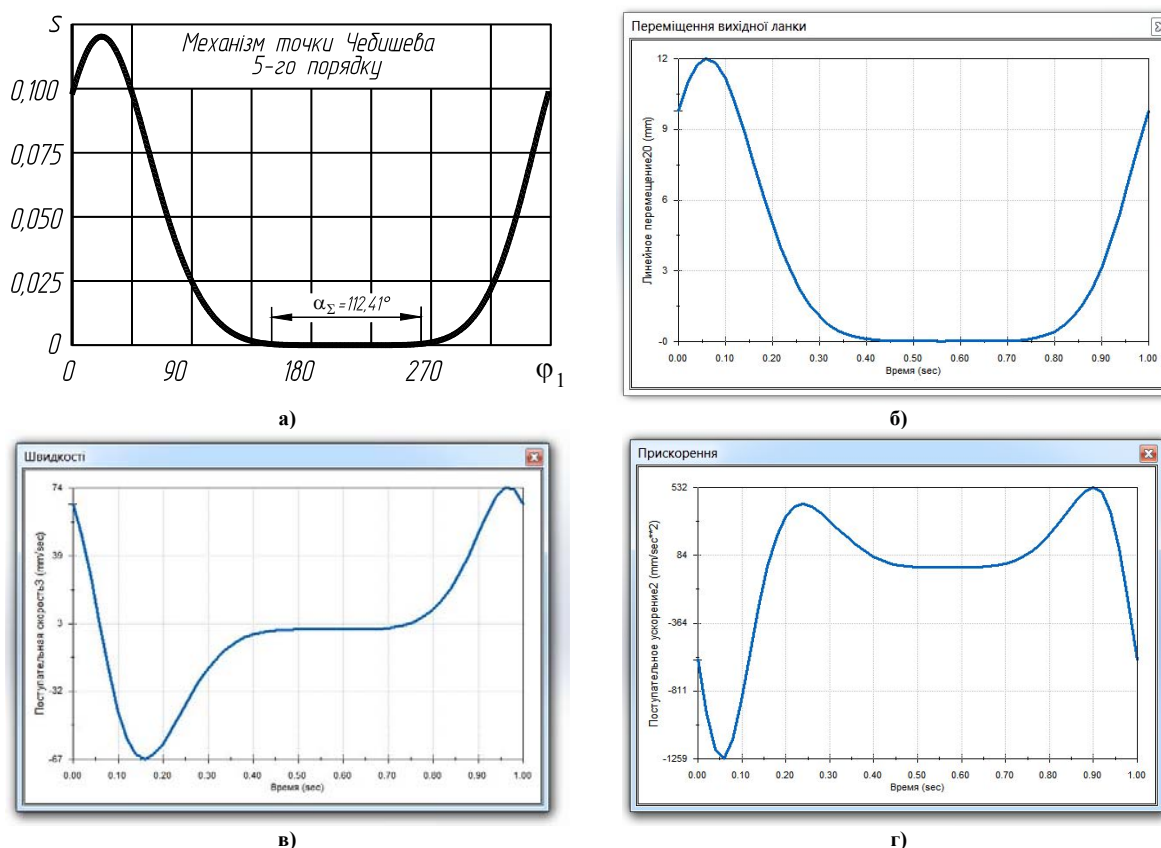 S
Механізм точки Чебишева
5-го порядку
0,100
0,075
0,050
0,025
0
α_Σ=112,41°
0
90
180
270
φ₁
а)
Переміщення вихідної ланки
Линейное перемещение20 (mm)
12
9
6
3
-0
0.00 0.10 0.20 0.30 0.40 0.50 0.60 0.70 0.80 0.90 1.00
Время (sec)
б)
Швидкості
Поступательная скорость3 (mm/sec)
74
39
3
-32
-67
0.00 0.10 0.20 0.30 0.40 0.50 0.60 0.70 0.80 0.90 1.00
Время (sec)
в)
Прискорення
Поступательное ускорение2 (mm/sec**2)
532
84
-364
-811
-1259
0.00 0.10 0.20 0.30 0.40 0.50 0.60 0.70 0.80 0.90 1.00
Время (sec)
г)